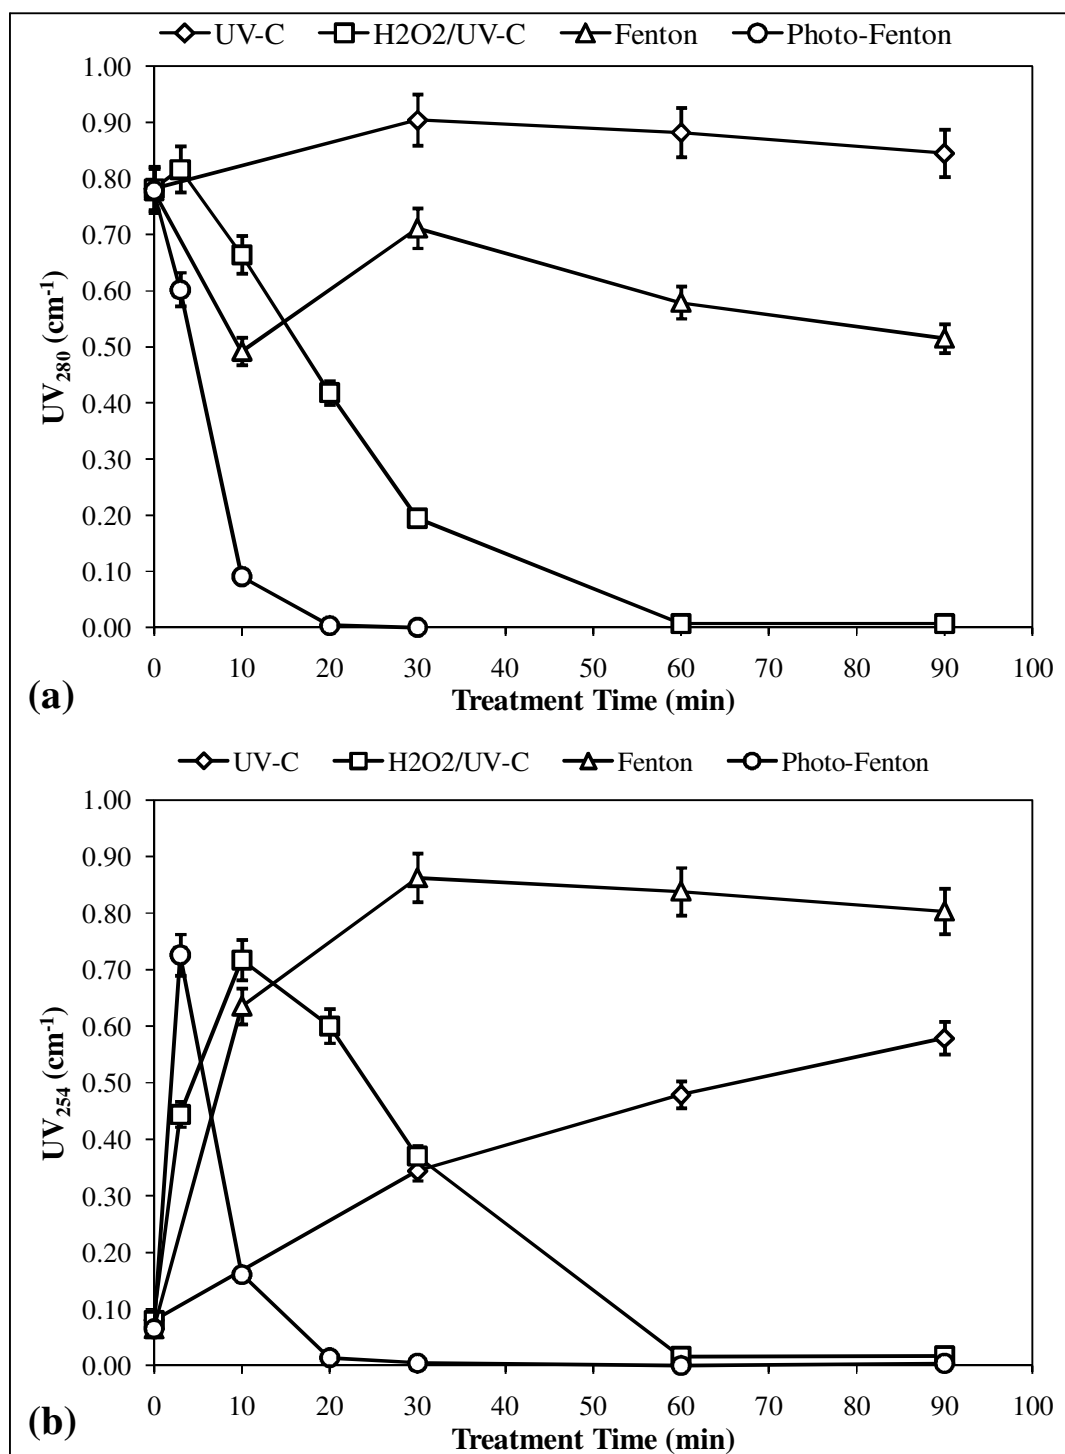 UV-C H2O2/UV-C Fenton Photo-Fenton
1.00
0.90
0.80
0.70
0.60
0.50
0.40
0.30
0.20
0.10
0.00
UV280 (cm-1)
0 10 20 30 40 50 60 70 80 90 100
Treatment Time (min)
(a)
UV-C H2O2/UV-C Fenton Photo-Fenton
1.00
0.90
0.80
0.70
0.60
0.50
0.40
0.30
0.20
0.10
0.00
UV254 (cm-1)
0 10 20 30 40 50 60 70 80 90 100
Treatment Time (min)
(b)